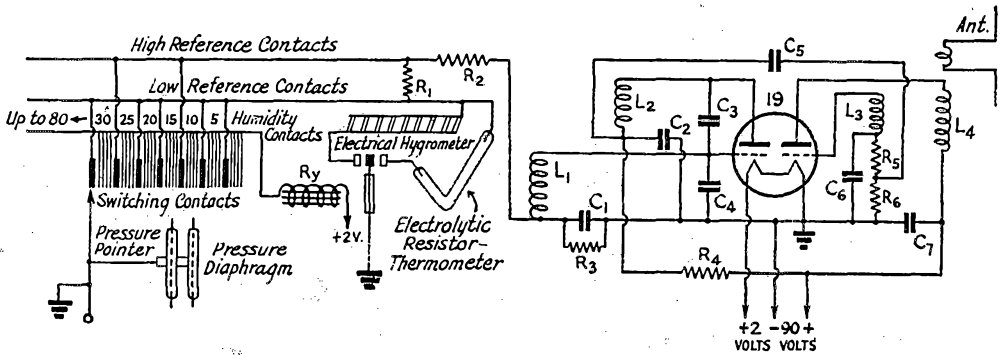 High Reference Contacts
Ant.
R2
C5
R1
Low Reference Contacts
Up to 80 30 25 20 15 10 5 Humidity Contacts
Electrical Hygrometer
L2
C3
19
L3
L4
C2
R5
L1
C4
C6
R6
Ry
Switching Contacts
+2V.
Electrolytic
Resistor-
Thermometer
C1
R3
C7
Pressure
Pointer
Pressure
Diaphragm
R4
+2 -90+
VOLTS VOLTS